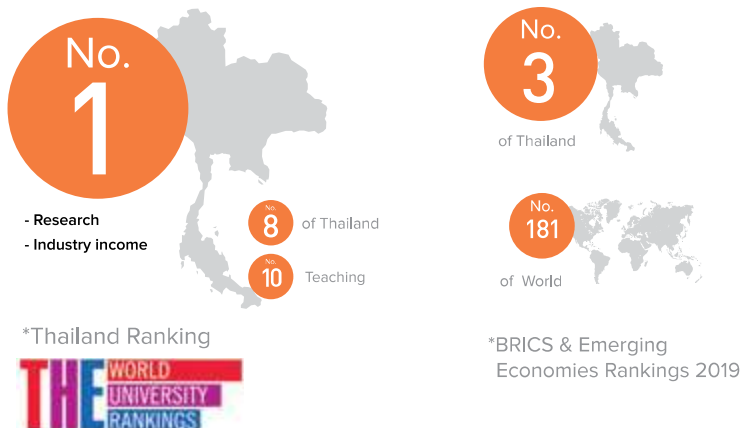 No.
1
- Research
- Industry income
No.
8
of Thailand
No.
10
Teaching
*Thailand Ranking
THE WORLD
UNIVERSITY
RANKINGS
No.
3
of Thailand
No.
181
of World
*BRICS & Emerging
Economies Rankings 2019